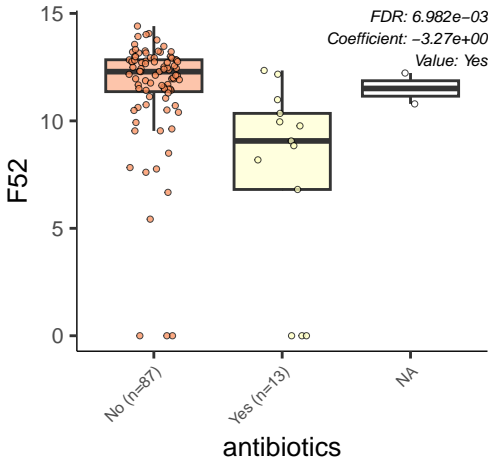 FDR: 6.982e−03
Coefficient: −3.27e+00
Value: Yes
15
10
5
0
F52
No (n=87)
Yes (n=13)
NA
antibiotics